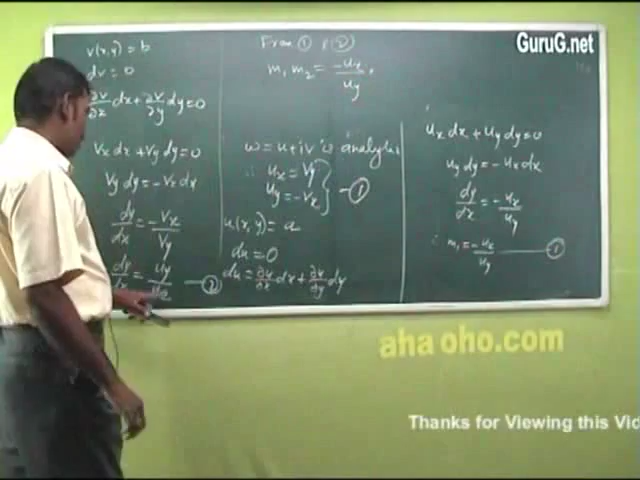 v(x,y) = b
dv = 0
∂v/∂x dx + ∂v/∂y dy = 0
Vx dx + Vy dy = 0
Vy dy = -Vx dx
dy/dx = -Vx/Vy
dy/dx = uy/ux — ②
From ① & ②
m1 m2 = -ux/uy ·
w = u+iv is analytic
∴ ux = Vy
uy = -Vx } — ①
u(x,y) = a
du = 0
du = ∂u/∂x dx + ∂u/∂y dy
ux dx + uy dy = 0
uy dy = -ux dx
dy/dx = -ux/uy
∴ m1 = -ux/uy — ①
GuruG.net
ahaoho.com
Thanks for Viewing this Vid